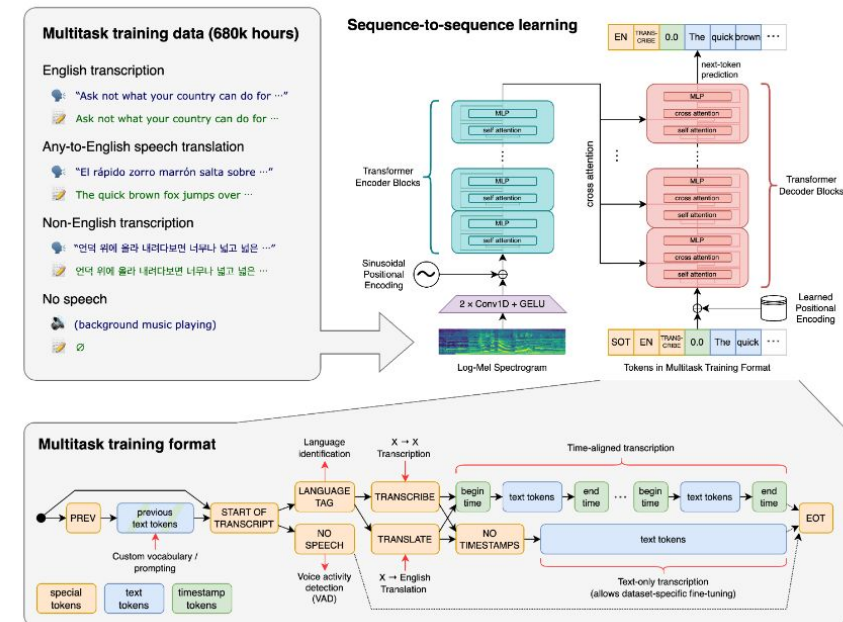 Multitask training data (680k hours)
English transcription
“Ask not what your country can do for ⋯”
Ask not what your country can do for ⋯
Any-to-English speech translation
“El rápido zorro marrón salta sobre ⋯”
The quick brown fox jumps over ⋯
Non-English transcription
“언덕 위에 올라 내려다보면 너무나 넓고 넓은 ⋯”
언덕 위에 올라 내려다보면 너무나 넓고 넓은 ⋯
No speech
(background music playing)
∅
Sequence-to-sequence learning
EN TRANS-CRIBE 0.0 The quick brown ⋯
next-token
prediction
MLP
self attention
⋮
MLP
self attention
MLP
self attention
Transformer
Encoder Blocks
cross attention
⋮
MLP
cross attention
self attention
⋮
MLP
cross attention
self attention
MLP
cross attention
self attention
Transformer
Decoder Blocks
Sinusoidal
Positional
Encoding
2 × Conv1D + GELU
Log-Mel Spectrogram
Learned
Positional
Encoding
SOT EN TRANS-CRIBE 0.0 The quick ⋯
Tokens in Multitask Training Format
Multitask training format
Language
identification
X → X
Transcription
Time-aligned transcription
PREV
previous
text tokens
START OF
TRANSCRIPT
LANGUAGE
TAG
NO
SPEECH
TRANSCRIBE
TRANSLATE
begin
time
text tokens
end
time
⋯
begin
time
text tokens
end
time
NO
TIMESTAMPS
text tokens
EOT
Custom vocabulary /
prompting
Voice activity
detection
(VAD)
X → English
Translation
Text-only transcription
(allows dataset-specific fine-tuning)
special
tokens
text
tokens
timestamp
tokens